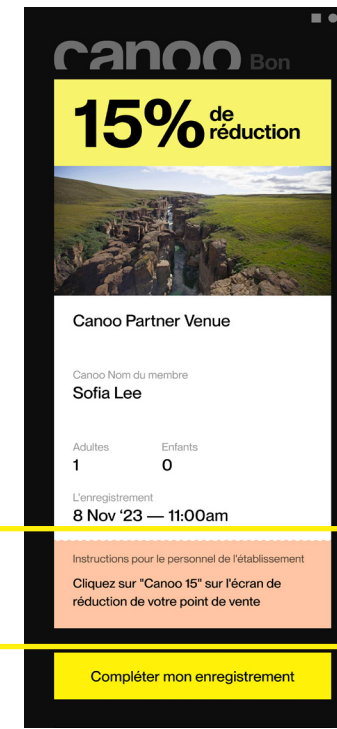 canoo Bon
15% de
réduction
Canoo Partner Venue
Canoo Nom du membre
Sofia Lee
Adultes Enfants
1 0
L'enregistrement
8 Nov ‘23 — 11:00am
Instructions pour le personnel de l'établissement
Cliquez sur "Canoo 15" sur l'écran de
réduction de votre point de vente
Compléter mon enregistrement